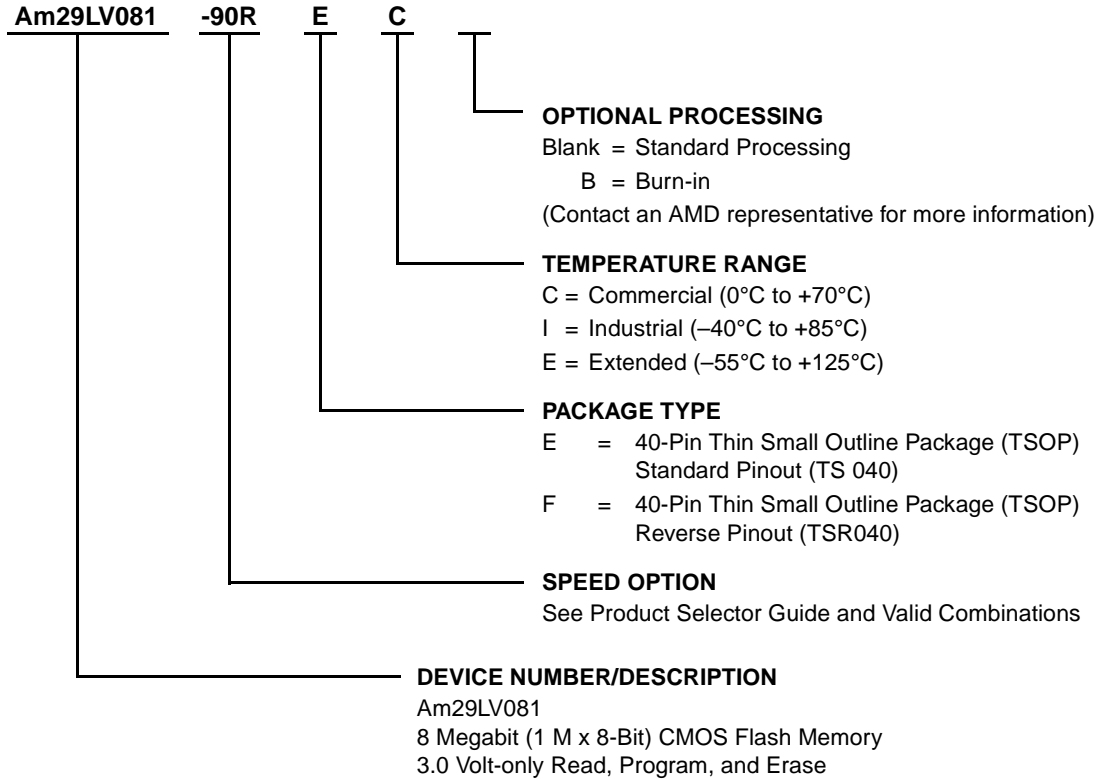 Am29LV081 -90R E C
OPTIONAL PROCESSING
Blank = Standard Processing
B = Burn-in
(Contact an AMD representative for more information)
TEMPERATURE RANGE
C = Commercial (0°C to +70°C)
I = Industrial (–40°C to +85°C)
E = Extended (–55°C to +125°C)
PACKAGE TYPE
E = 40-Pin Thin Small Outline Package (TSOP)
Standard Pinout (TS 040)
F = 40-Pin Thin Small Outline Package (TSOP)
Reverse Pinout (TSR040)
SPEED OPTION
See Product Selector Guide and Valid Combinations
DEVICE NUMBER/DESCRIPTION
Am29LV081
8 Megabit (1 M x 8-Bit) CMOS Flash Memory
3.0 Volt-only Read, Program, and Erase